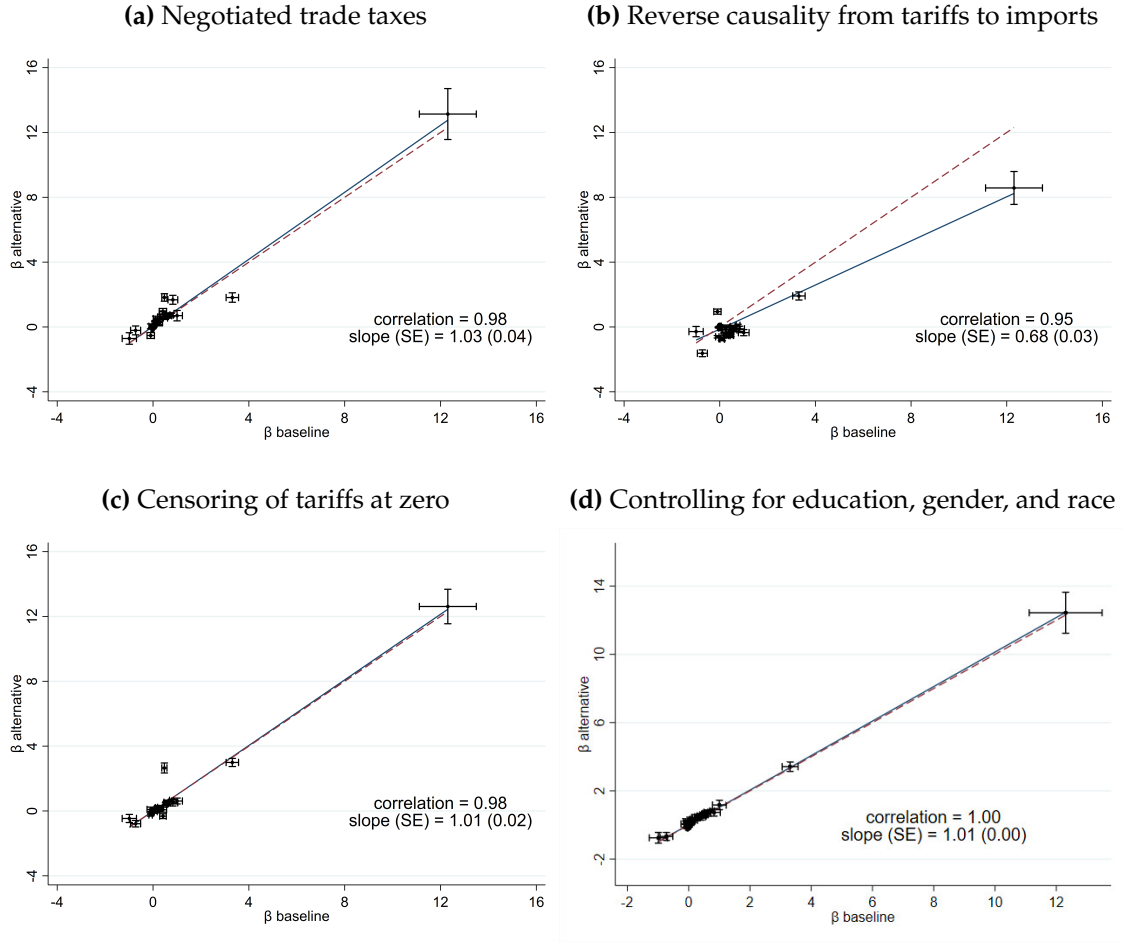 (a) Negotiated trade taxes
16
12
8
4
0
-4
β alternative
correlation = 0.98
slope (SE) = 1.03 (0.04)
-4 0 4 8 12 16
β baseline
(b) Reverse causality from tariffs to imports
16
12
8
4
0
-4
β alternative
correlation = 0.95
slope (SE) = 0.68 (0.03)
-4 0 4 8 12 16
β baseline
(c) Censoring of tariffs at zero
16
12
8
4
0
-4
β alternative
correlation = 0.98
slope (SE) = 1.01 (0.02)
-4 0 4 8 12 16
β baseline
(d) Controlling for education, gender, and race
14
10
6
2
-2
β alternative
correlation = 1.00
slope (SE) = 1.01 (0.00)
-2 0 2 4 6 8 10 12
β baseline